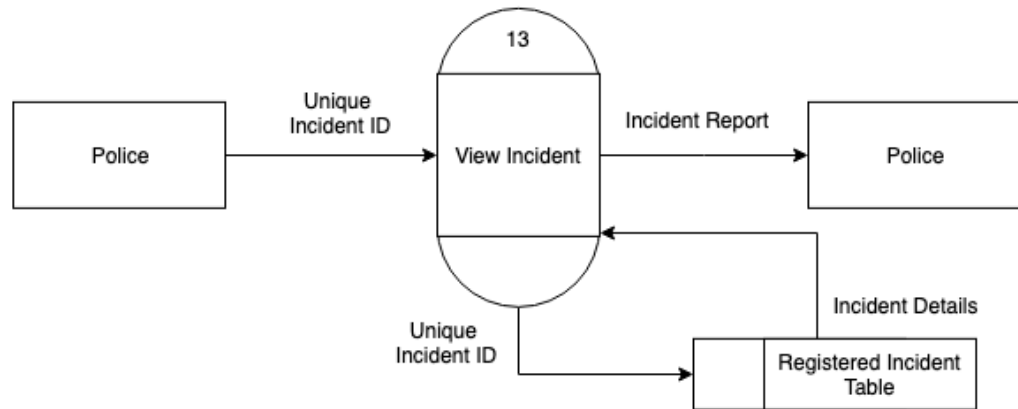 13
Unique
Incident ID
Incident Report
Police
View Incident
Police
Incident Details
Unique
Incident ID
Registered Incident
Table